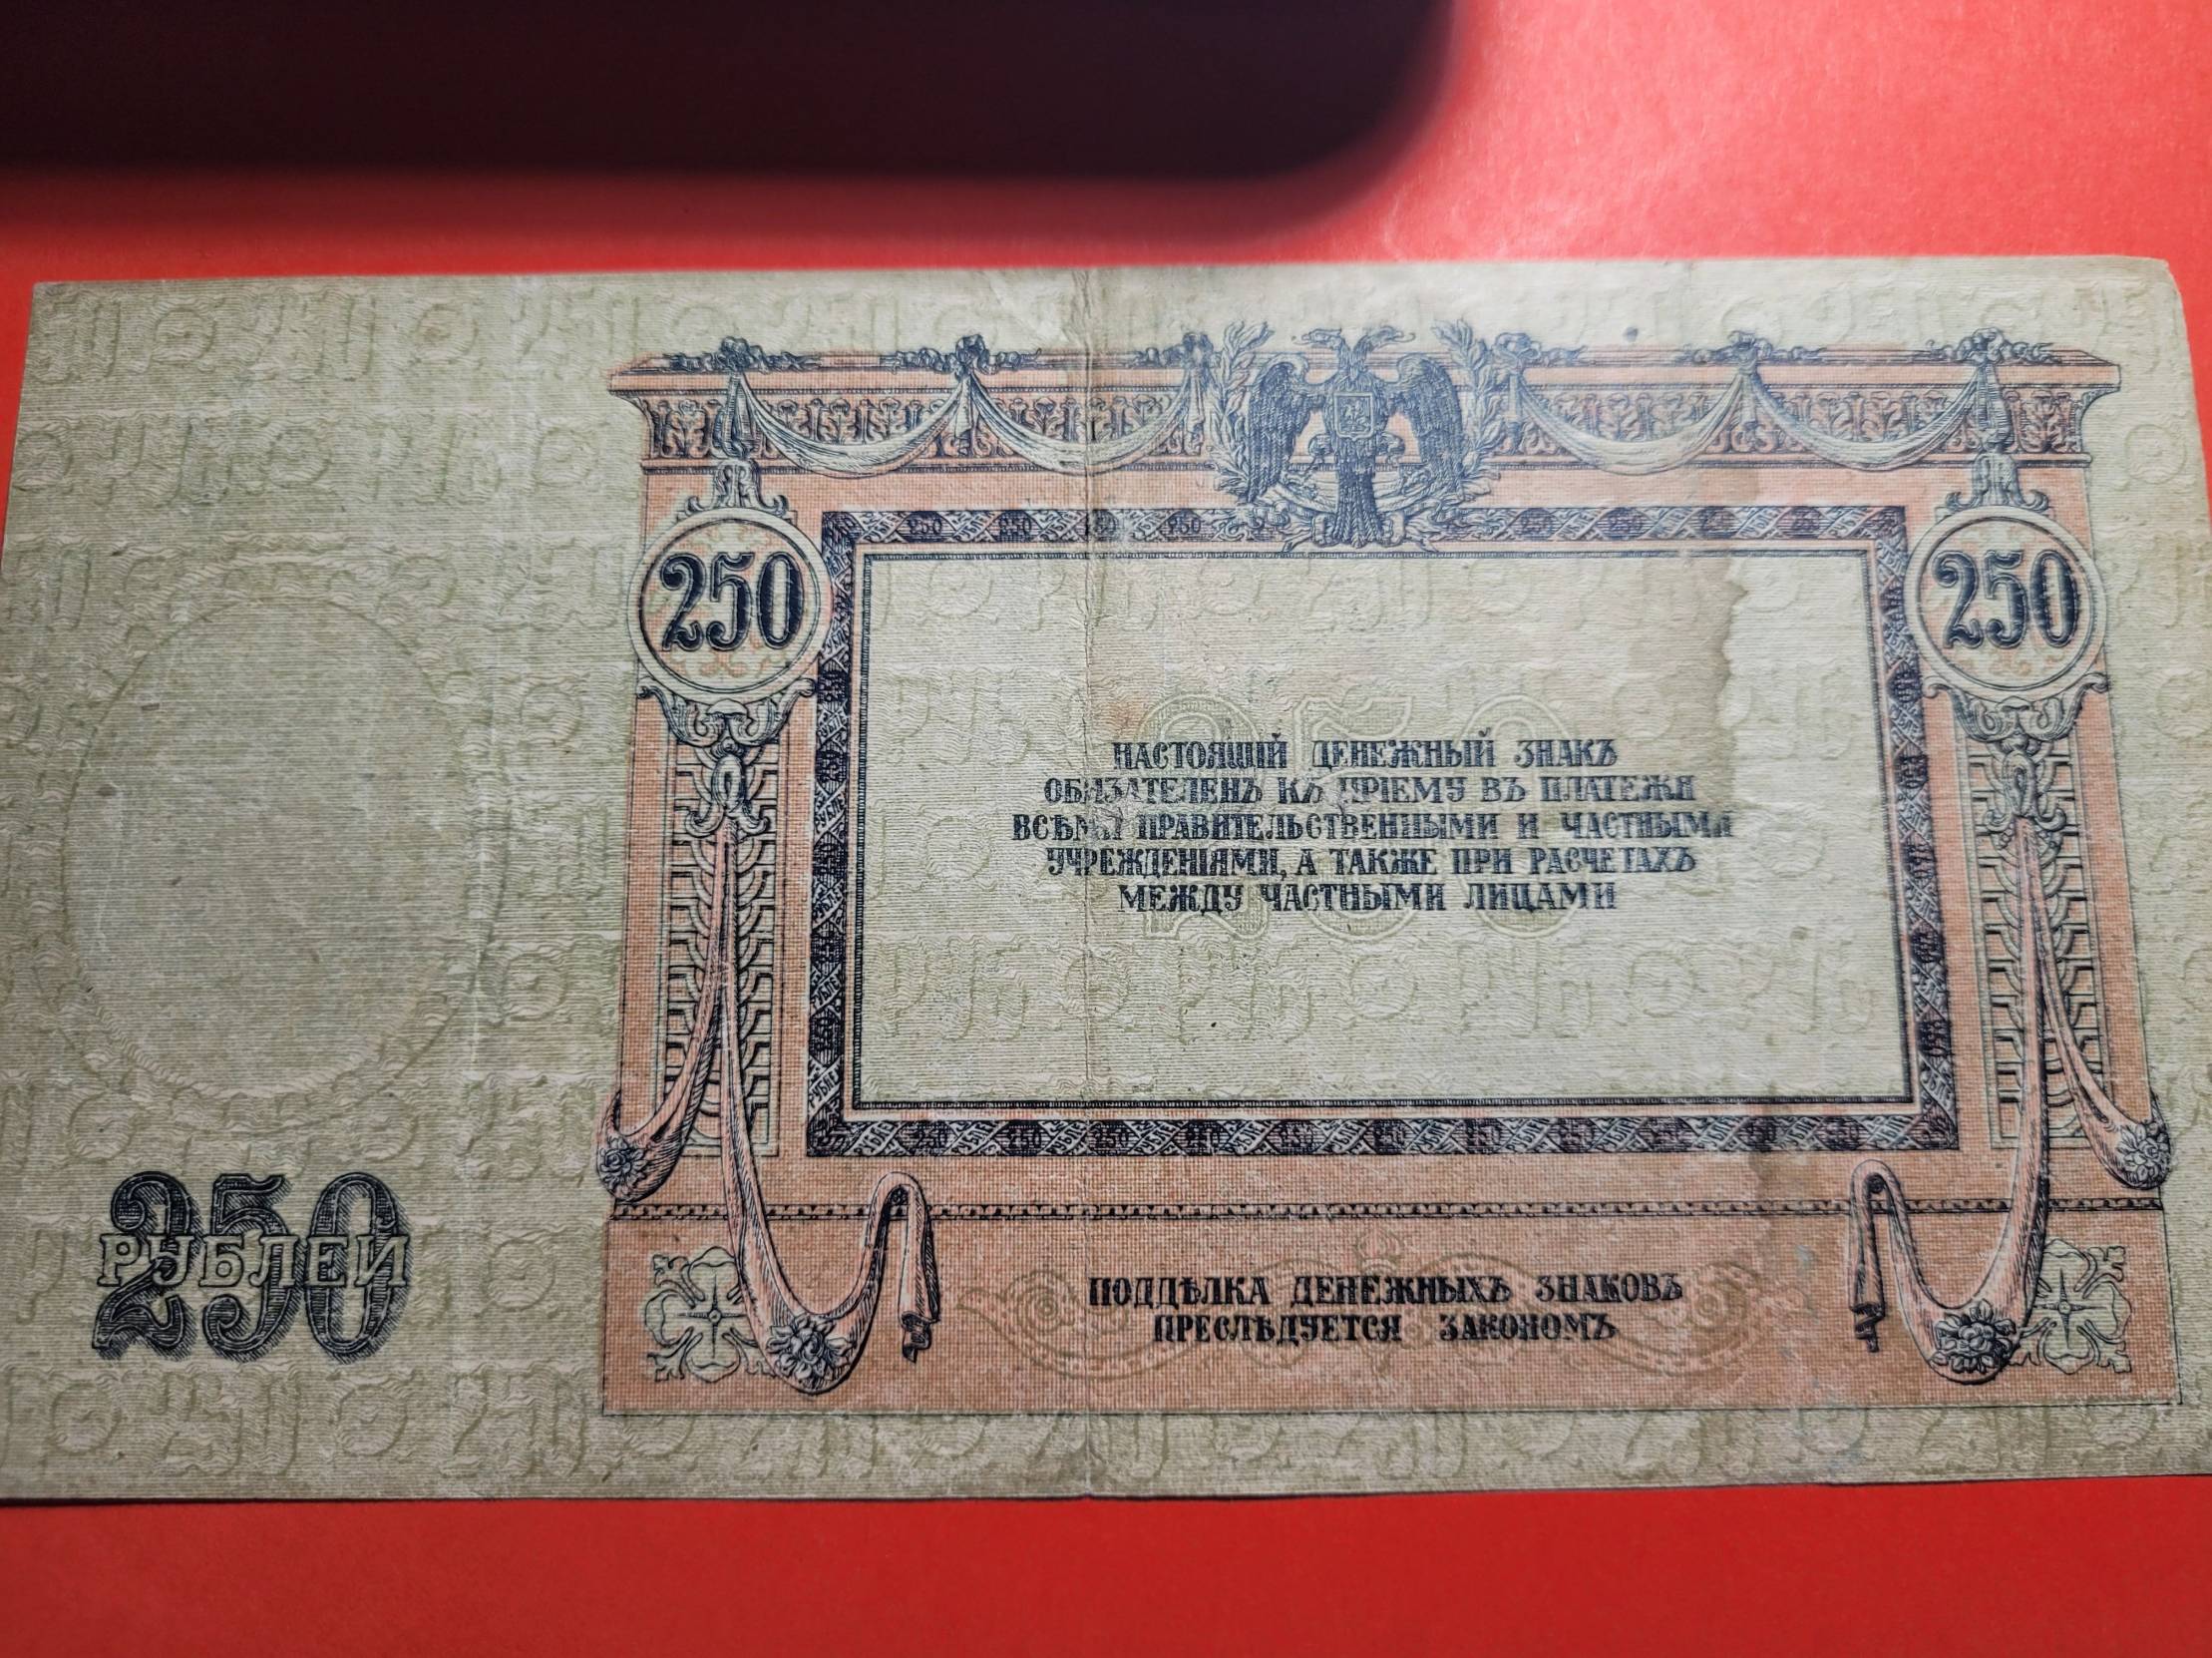 250
250
НАСТОЯЩІЙ ДЕНЕЖНЫЙ ЗНАКЪ
ОБЯЗАТЕЛЕНЪ КЪ ПРІЕМУ ВЪ ПЛАТЕЖИ
ВСѢМИ ПРАВИТЕЛЬСТВЕННЫМИ И ЧАСТНЫМИ
УЧРЕЖДЕНІЯМИ, А ТАКЖЕ ПРИ РАСЧЕТАХЪ
МЕЖДУ ЧАСТНЫМИ ЛИЦАМИ
250
РУБЛЕЙ
ПОДДѢЛКА ДЕНЕЖНЫХЪ ЗНАКОВЪ
ПРЕСЛѢДУЕТСЯ ЗАКОНОМЪ